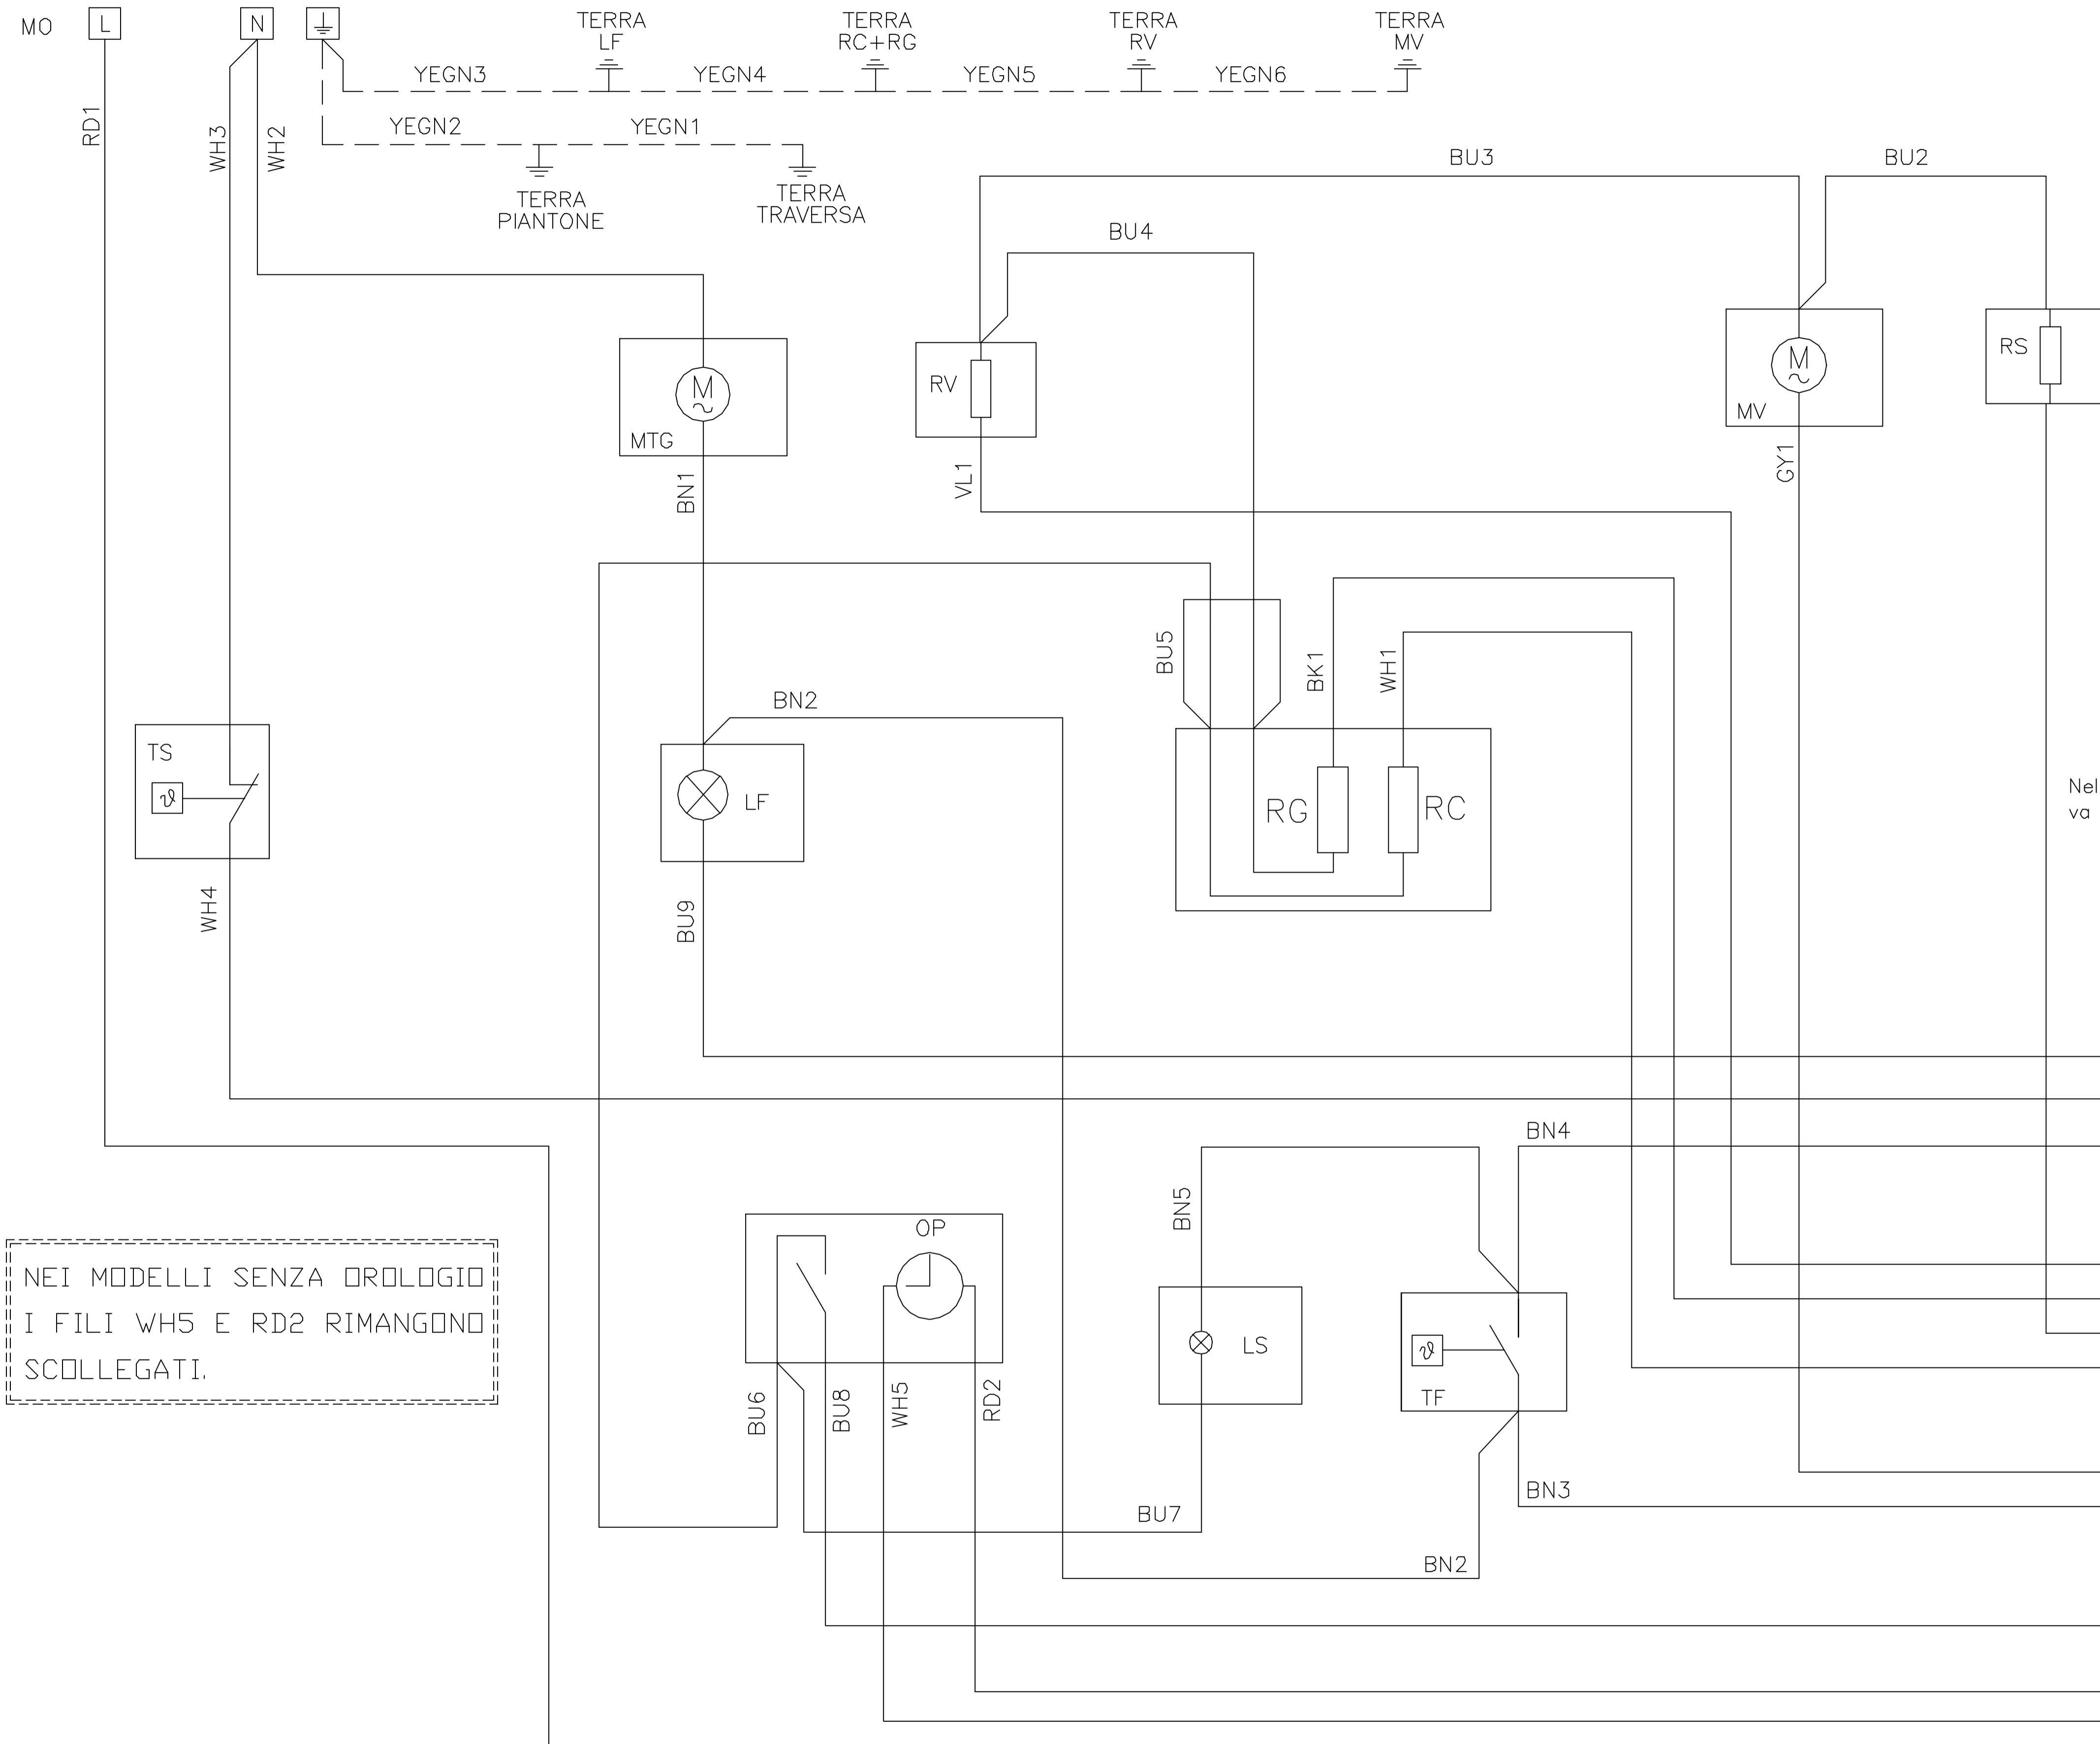 MO
L
N
TERRA
LF
TERRA
RC+RG
TERRA
RV
TERRA
MV
YEGN3
YEGN4
YEGN5
YEGN6
RD1
WH3
WH2
YEGN2
YEGN1
TERRA
PIANTONE
TERRA
TRAVERSA
BU3
BU2
BU4
M
MTG
RV
M
MV
RS
BN1
VL1
GY1
BU5
BK1
WH1
BN2
TS
LF
RG
RC
Nel
va
WH4
BU9
BN4
BN5
OP
LS
TF
NEI MODELLI SENZA OROLOGIO
I FILI WH5 E RD2 RIMANGONO
SCOLLEGATI.
BU6
BU8
WH5
RD2
BN3
BU7
BN2